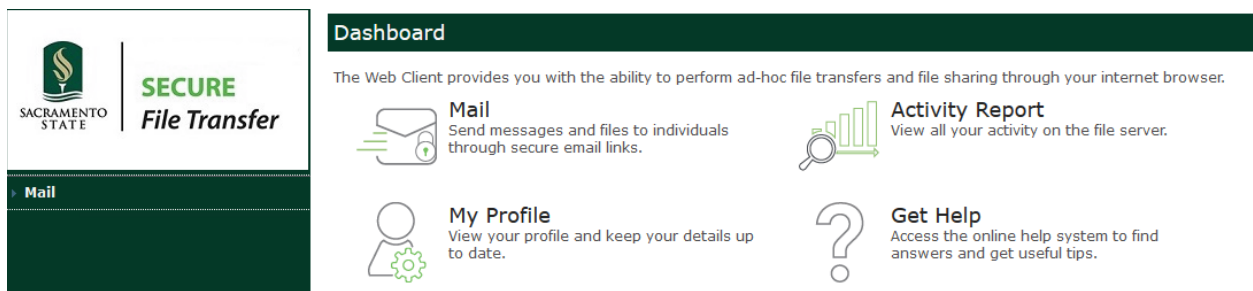 SACRAMENTO
STATE
SECURE
File Transfer
Mail
Dashboard
The Web Client provides you with the ability to perform ad-hoc file transfers and file sharing through your internet browser.
Mail
Send messages and files to individuals
through secure email links.
Activity Report
View all your activity on the file server.
My Profile
View your profile and keep your details up
to date.
Get Help
Access the online help system to find
answers and get useful tips.